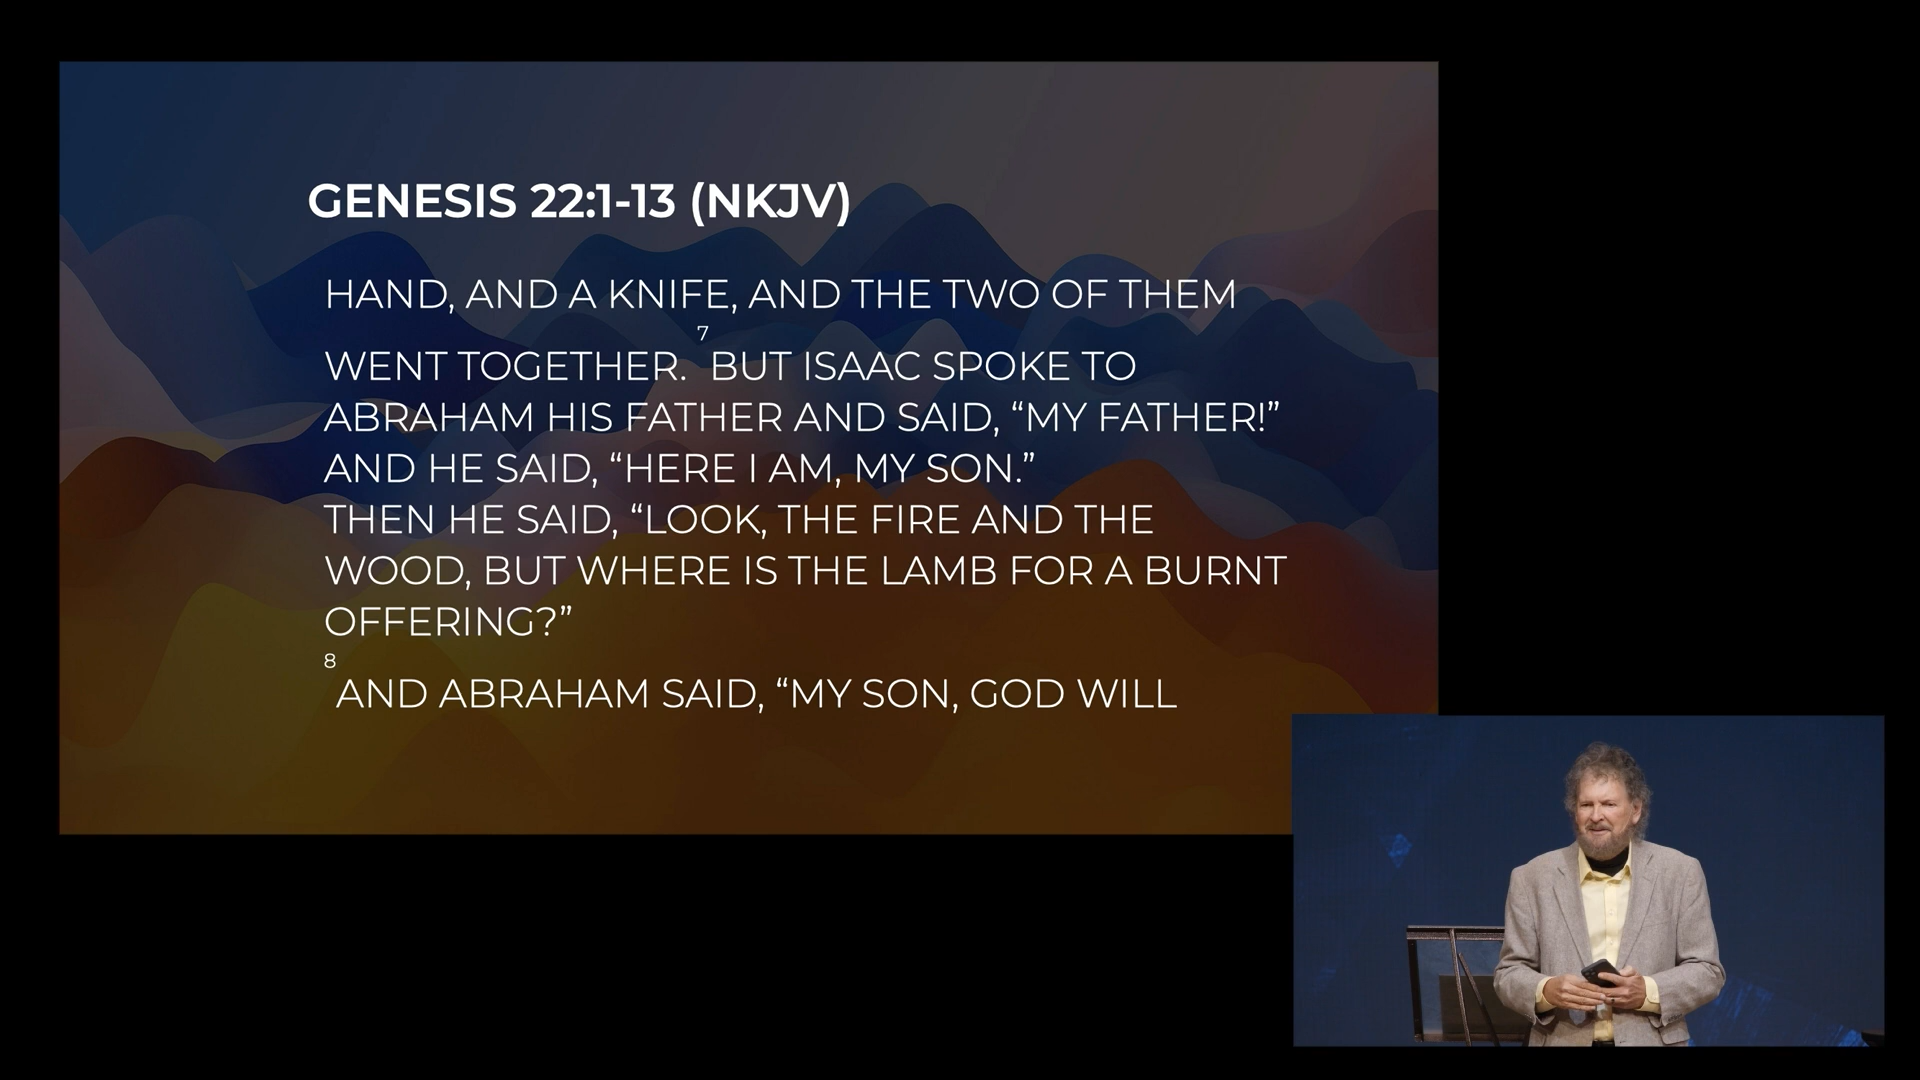 GENESIS 22:1-13 (NKJV)
HAND, AND A KNIFE, AND THE TWO OF THEM
WENT TOGETHER. 7 BUT ISAAC SPOKE TO
ABRAHAM HIS FATHER AND SAID, “MY FATHER!”
AND HE SAID, “HERE I AM, MY SON.”
THEN HE SAID, “LOOK, THE FIRE AND THE
WOOD, BUT WHERE IS THE LAMB FOR A BURNT
OFFERING?”
8 AND ABRAHAM SAID, “MY SON, GOD WILL